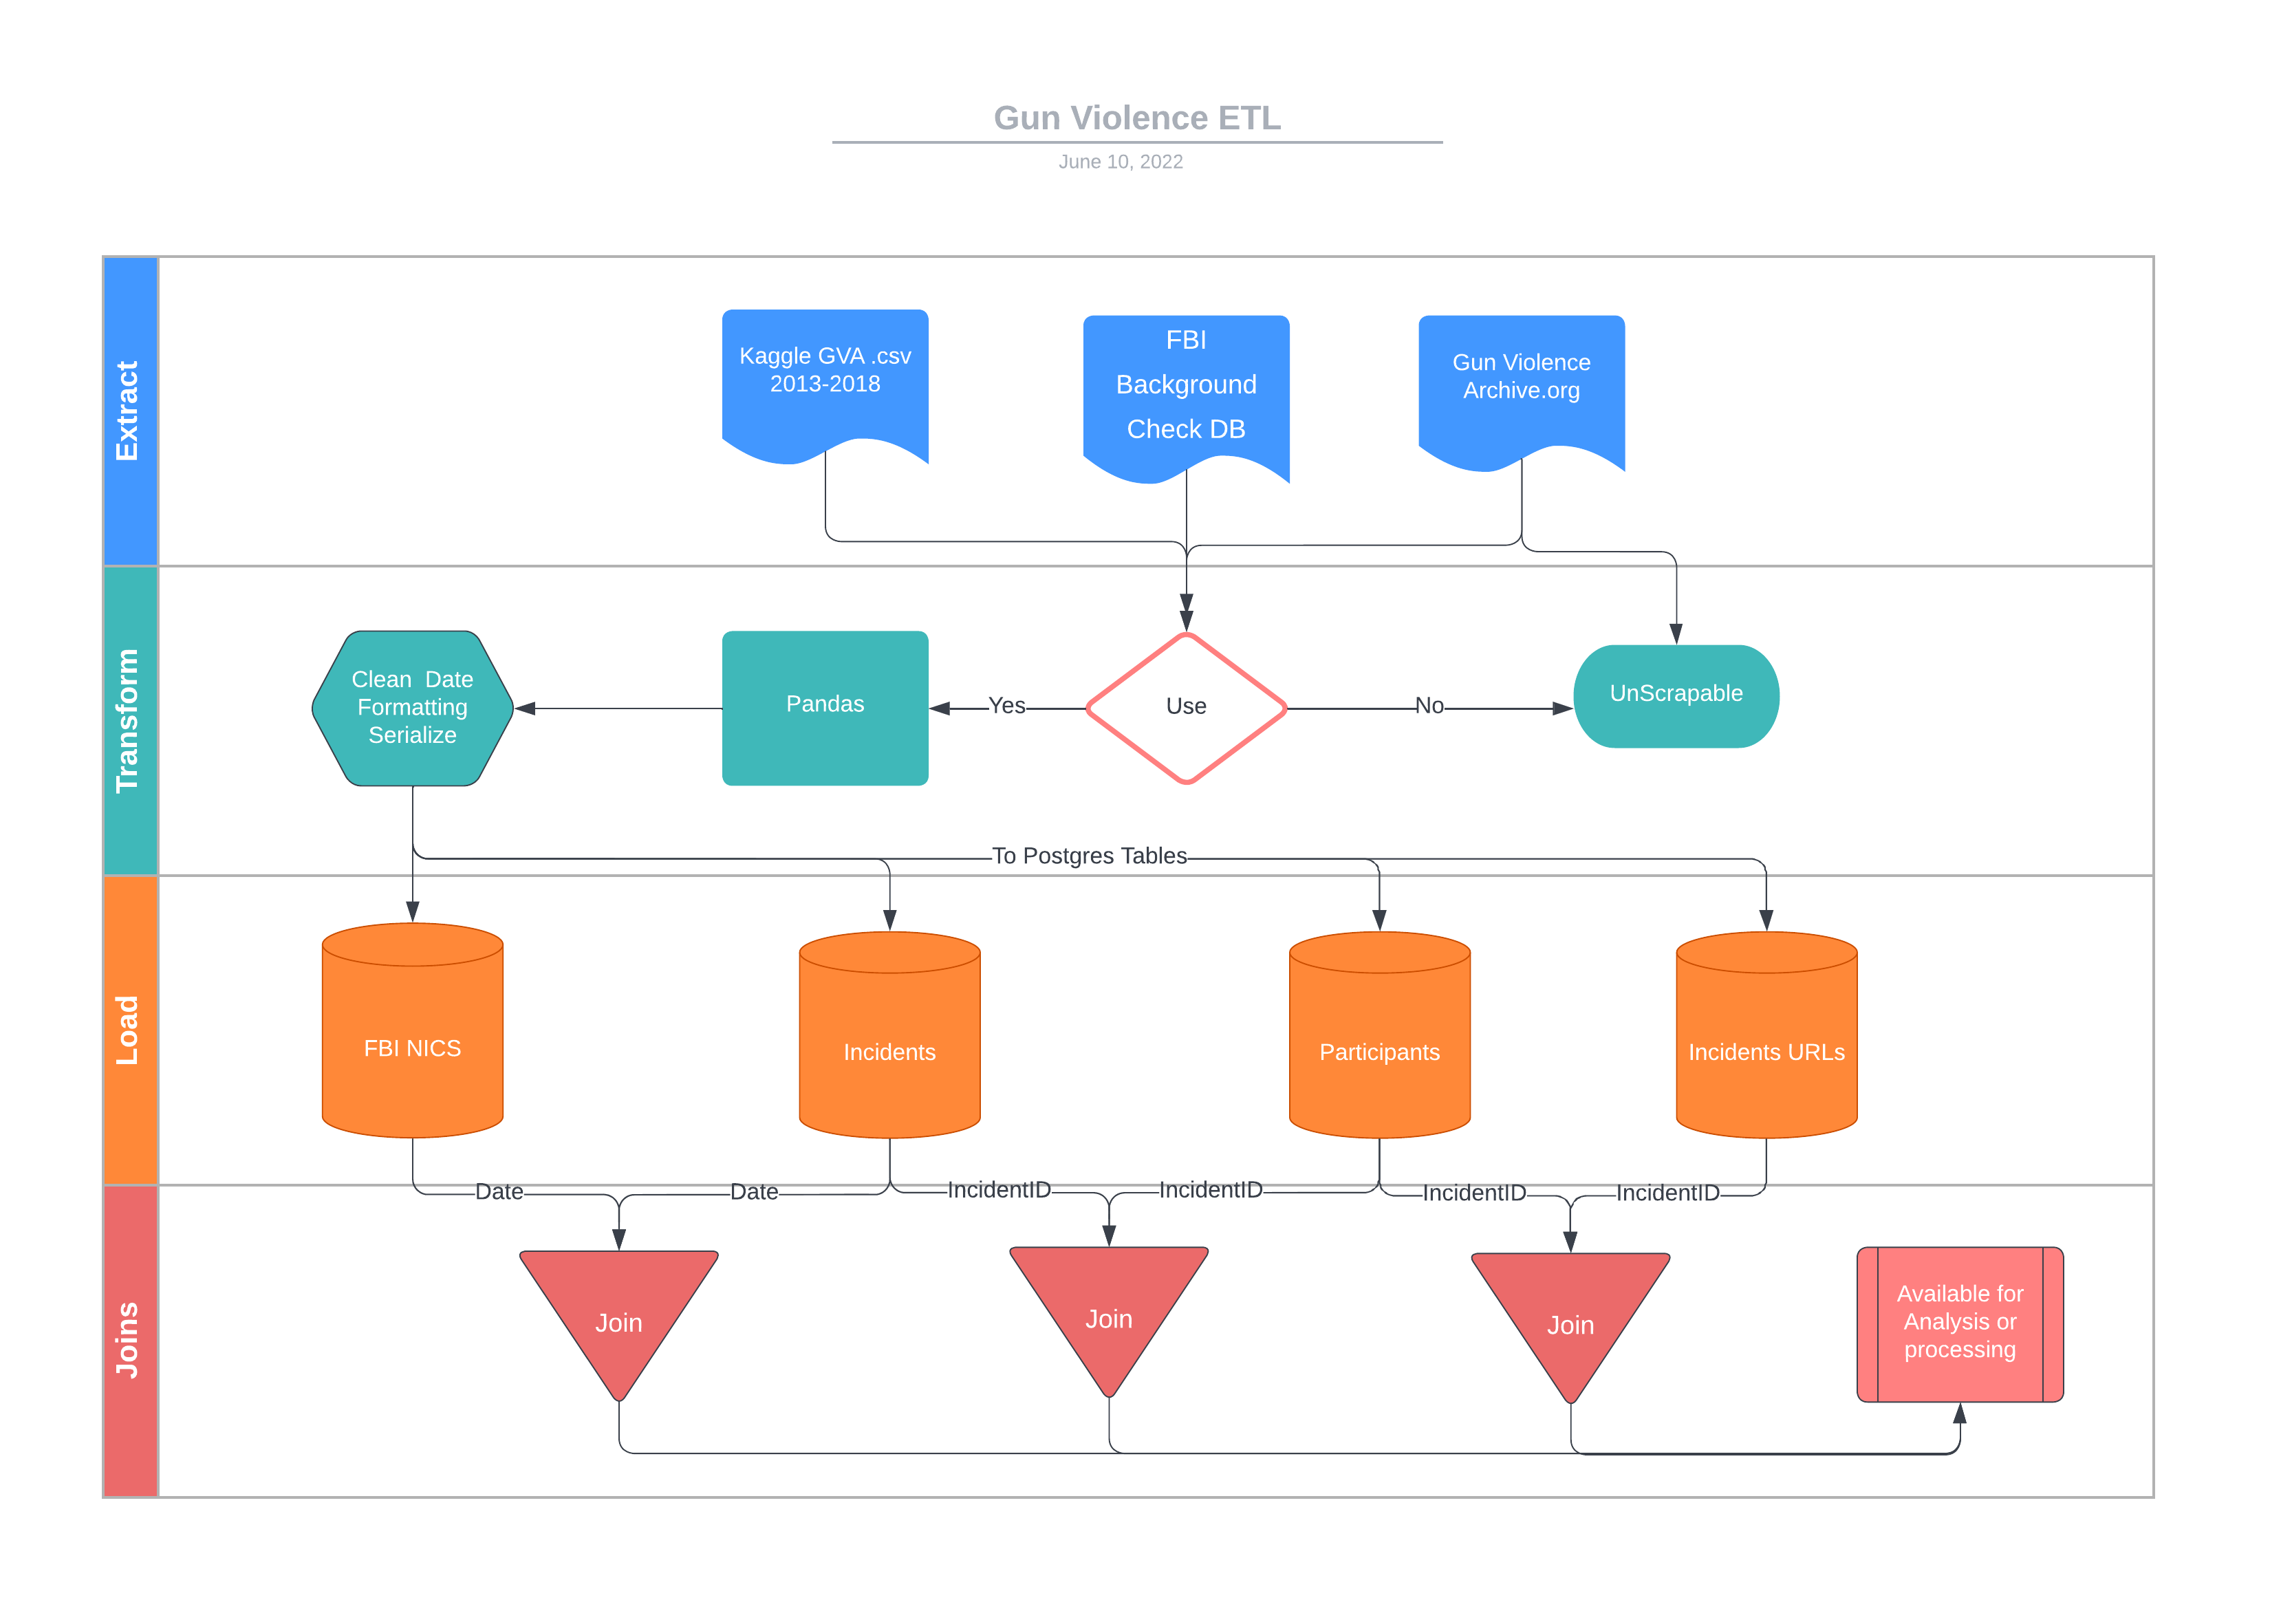 Gun Violence ETL
June 10, 2022
Extract
Kaggle GVA .csv
2013-2018
FBI
Background
Check DB
Gun Violence
Archive.org
Transform
Clean  Date
Formatting
Serialize
Pandas
Yes
Use
No
UnScrapable
To Postgres Tables
Load
FBI NICS
Incidents
Participants
Incidents URLs
Date
Date
IncidentID
IncidentID
IncidentID
IncidentID
Joins
Join
Join
Join
Available for
Analysis or
processing